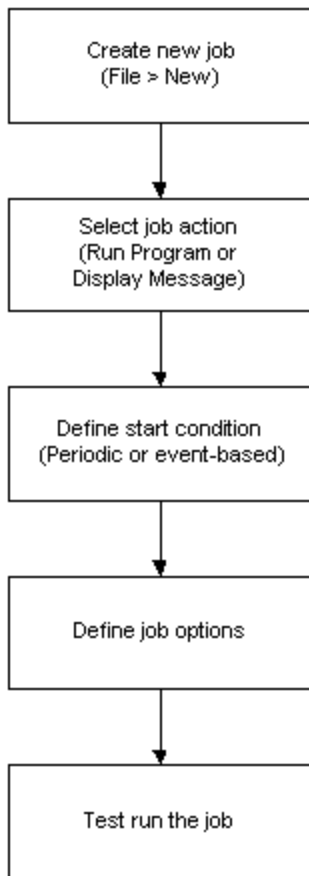 Create new job
(File > New)
Select job action
(Run Program or
Display Message)
Define start condition
(Periodic or event-based)
Define job options
Test run the job